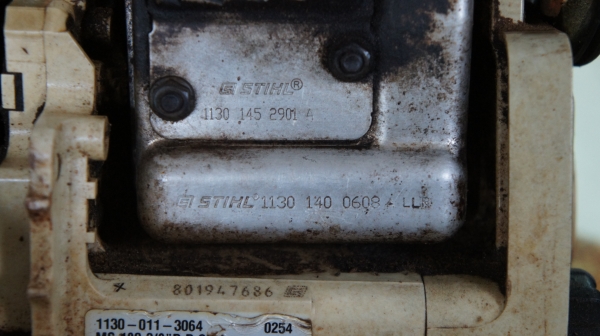 STIHL®
1130 145 2901 A
STIHL 1130 140 0608
801947686
1130-011-3064 0254